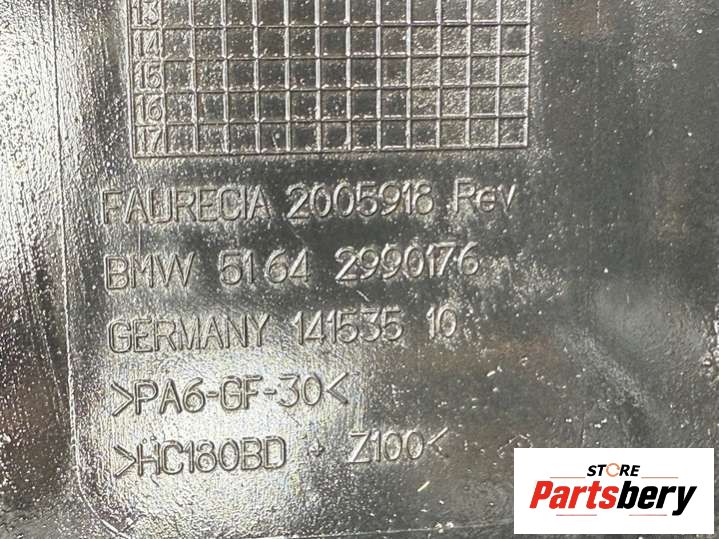 13
14
15
16
17
FAURECIA 2005918 Rev
BMW 5164 2990176
GERMANY 141535 10
>PA6-GF-30<
>HC180BD + Z100<
STORE
Partsbery